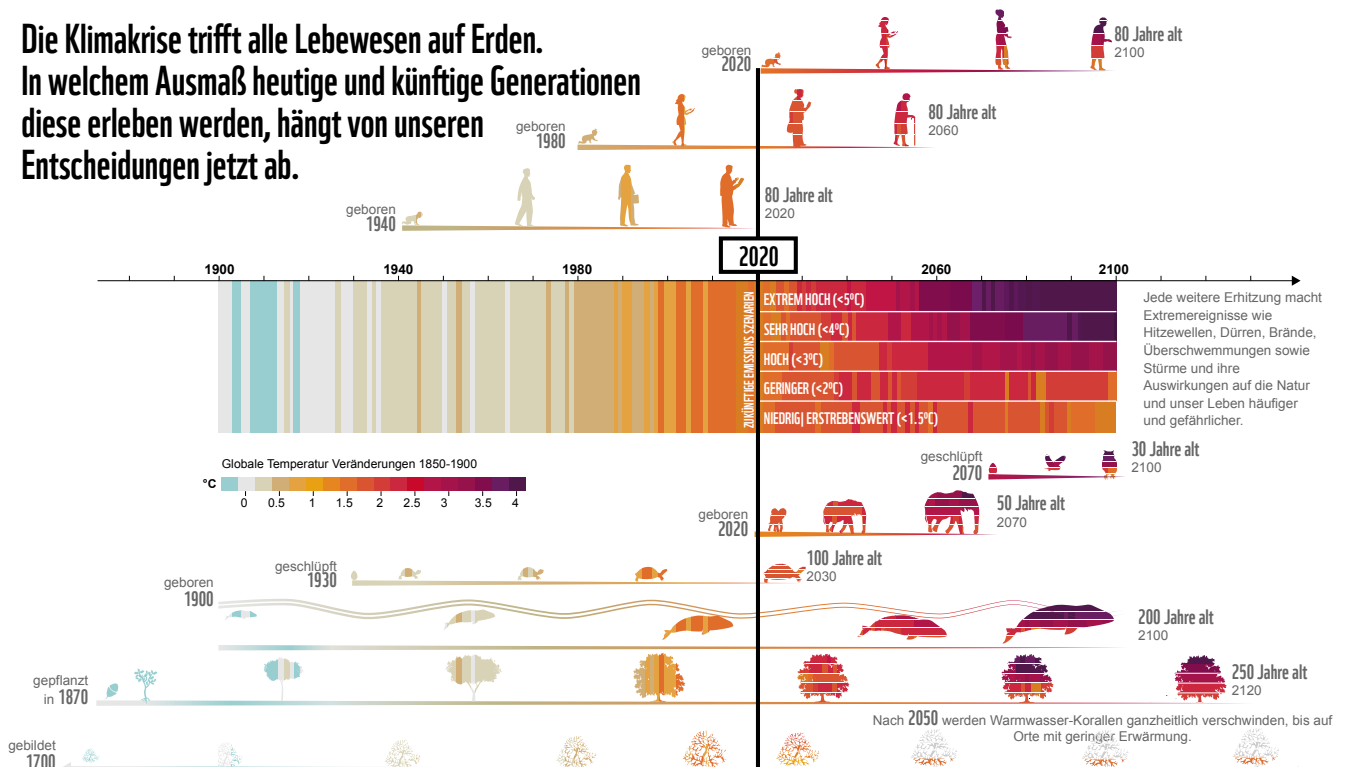 Die Klimakrise trifft alle Lebewesen auf Erden.
In welchem Ausmaß heutige und künftige Generationen
diese erleben werden, hängt von unseren
Entscheidungen jetzt ab.
geboren
2020
80 Jahre alt
2100
geboren
1980
80 Jahre alt
2060
geboren
1940
80 Jahre alt
2020
2020
1900
1940
1980
2060
2100
ZUKÜNFTIGE EMISSIONS SZENARIEN
EXTREM HOCH (<5ºC)
SEHR HOCH (<4ºC)
HOCH (<3ºC)
GERINGER (<2ºC)
NIEDRIG| ERSTREBENSWERT (<1.5ºC)
Jede weitere Erhitzung macht
Extremereignisse wie
Hitzewellen, Dürren, Brände,
Überschwemmungen sowie
Stürme und ihre
Auswirkungen auf die Natur
und unser Leben häufiger
und gefährlicher.
Globale Temperatur Veränderungen 1850-1900
°C
0 0.5 1 1.5 2 2.5 3 3.5 4
geschlüpft
2070
30 Jahre alt
2100
geboren
2020
50 Jahre alt
2070
geschlüpft
1930
100 Jahre alt
2030
geboren
1900
200 Jahre alt
2100
gepflanzt
in 1870
250 Jahre alt
2120
Nach 2050 werden Warmwasser-Korallen ganzheitlich verschwinden, bis auf
Orte mit geringer Erwärmung.
gebildet
1700